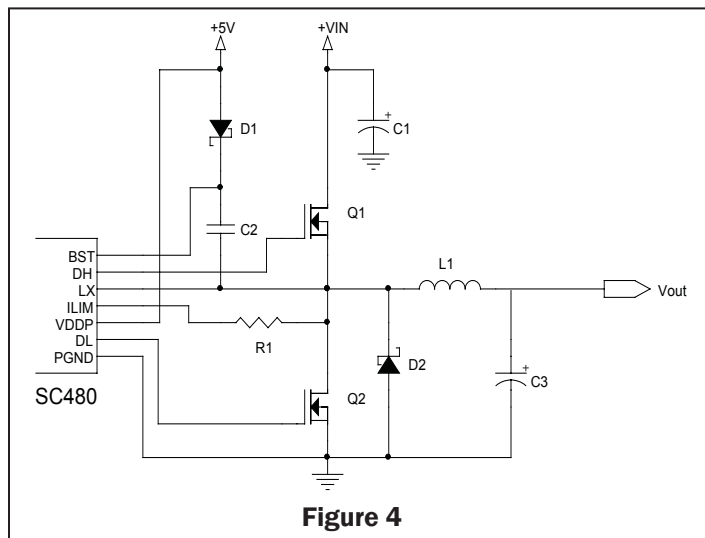 +5V
+VIN
D1
+
C1
Q1
C2
BST
DH
LX
ILIM
VDDP
DL
PGND
SC480
L1
Vout
R1
D2
+
C3
Q2
Figure 4